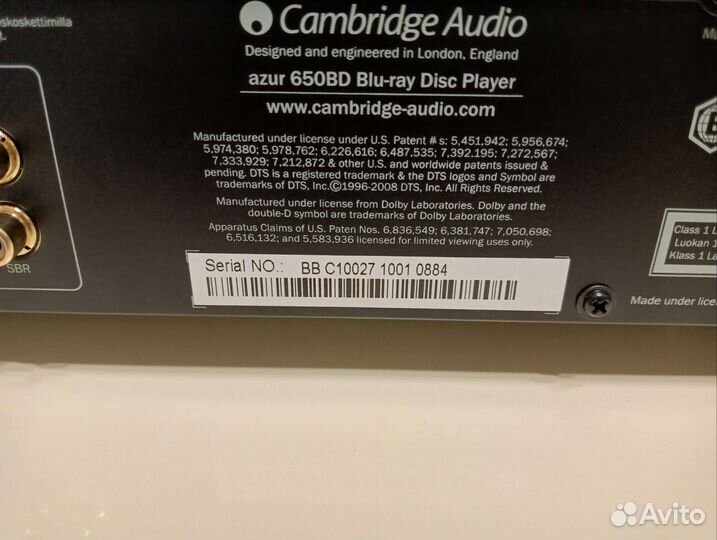 skoskettimilla
Cambridge Audio
Designed and engineered in London, England
azur 650BD Blu-ray Disc Player
www.cambridge-audio.com
Manufactured under license under U.S. Patent # s: 5,451,942; 5,956,674;
5,974,380; 5,978,762; 6,226,616; 6,487,535; 7,392,195; 7,272,567;
7,333,929; 7,212,872 & other U.S. and worldwide patents issued &
pending. DTS is a registered trademark & the DTS logos and Symbol are
trademarks of DTS, Inc.©1996-2008 DTS, Inc. All Rights Reserved.
Manufactured under license from Dolby Laboratories. Dolby and the
double-D symbol are trademarks of Dolby Laboratories.
Apparatus Claims of U.S. Paten Nos. 6,836,549; 6,381,747; 7,050,698;
6,516,132; and 5,583,936 licensed for limited viewing uses only.
SBR
Serial NO.: BB C10027 1001 0884
Class 1 L
Luokan 1
Klass 1 La
Made under lice
Avito